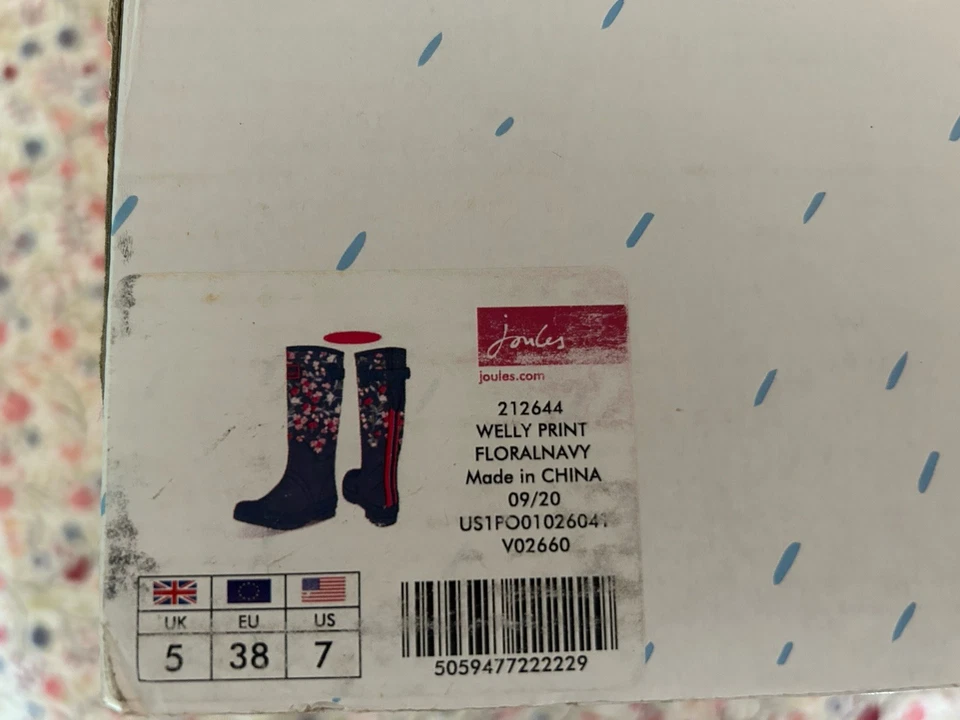 joules
joules.com
212644
WELLY PRINT
FLORALNAVY
Made in CHINA
09/20
US1PO01026041
V02660
UK EU US
5 38 7
5059477222229